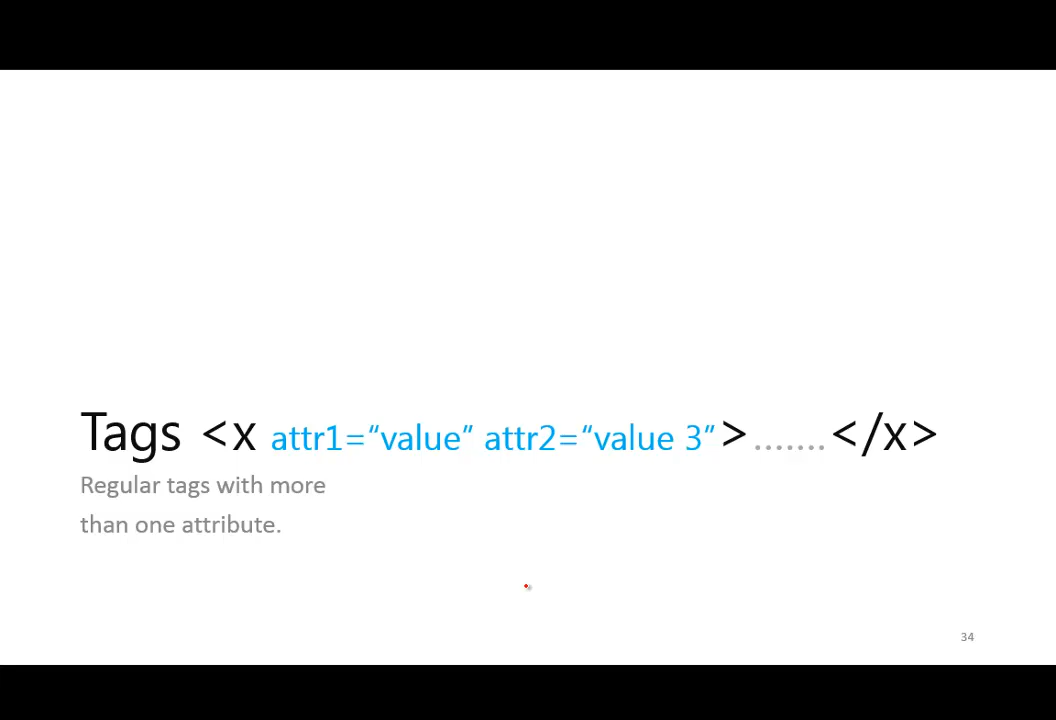 Tags <x attr1=“value” attr2=“value 3”>.......</x>
Regular tags with more
than one attribute.
34